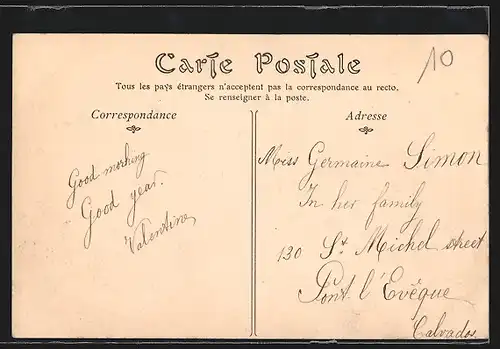 Carte Postale
10
Tous les pays étrangers n'acceptent pas la correspondance au recto.
Se renseigner à la poste.
Correspondance
Good morning
Good year.
Valentine
Adresse
Miss Germaine Simon
In her family
130 St Michel street
Pont l'Evêque
Calvados